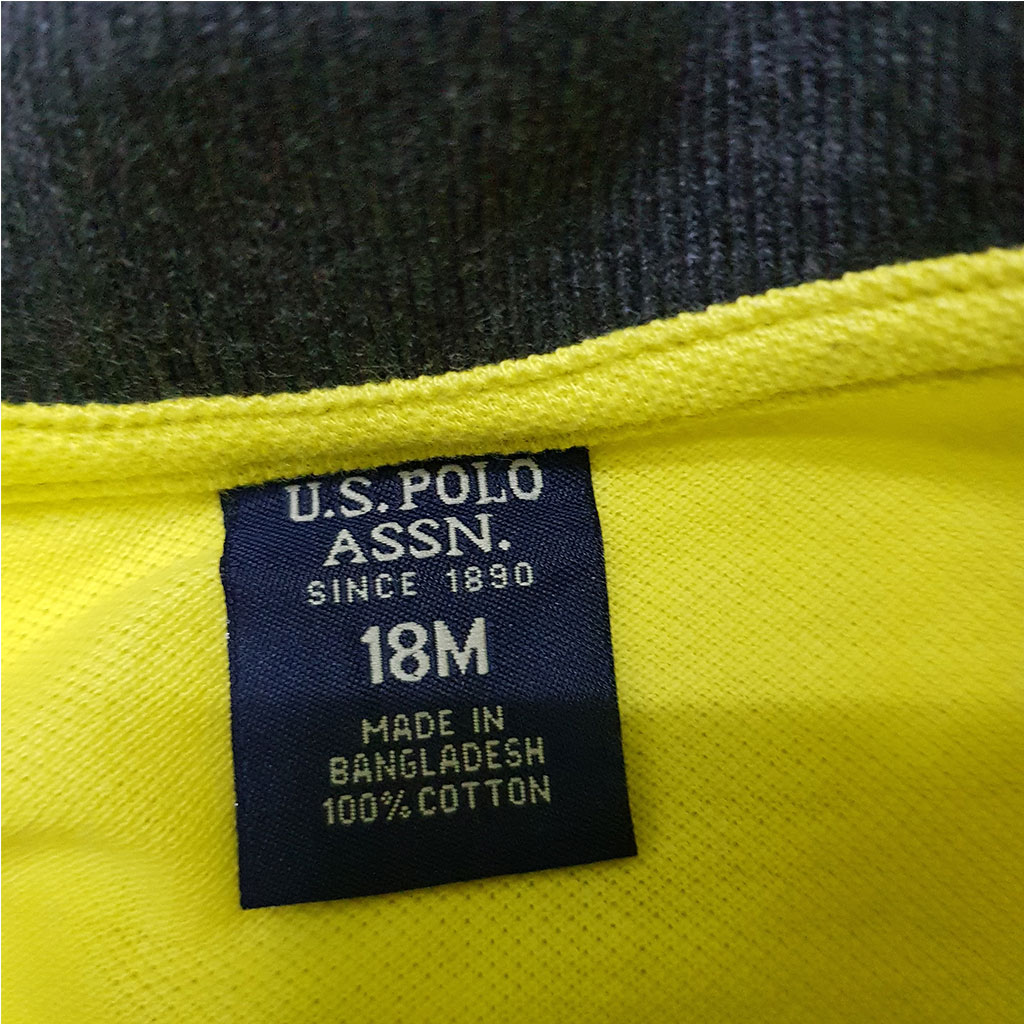 U.S. POLO
ASSN.
SINCE 1890
18M
MADE IN
BANGLADESH
100% COTTON